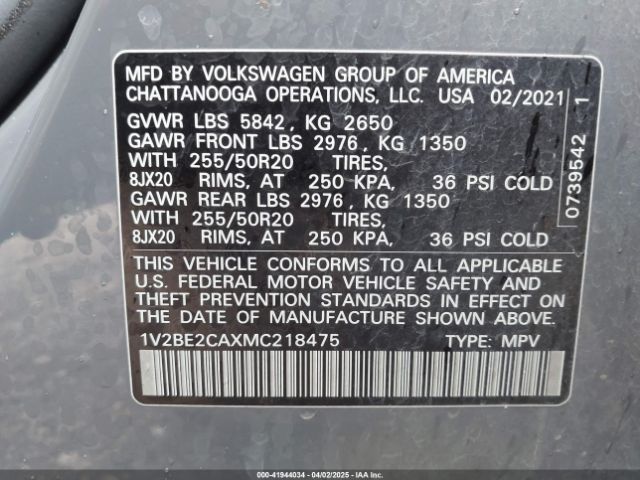 MFD BY VOLKSWAGEN GROUP OF AMERICA
CHATTANOOGA OPERATIONS, LLC. USA 02/2021
GVWR LBS 5842, KG 2650
GAWR FRONT LBS 2976, KG 1350
WITH 255/50R20 TIRES,
8JX20 RIMS, AT 250 KPA, 36 PSI COLD
GAWR REAR LBS 2976, KG 1350
WITH 255/50R20 TIRES,
8JX20 RIMS, AT 250 KPA, 36 PSI COLD
THIS VEHICLE CONFORMS TO ALL APPLICABLE
U.S. FEDERAL MOTOR VEHICLE SAFETY AND
THEFT PREVENTION STANDARDS IN EFFECT ON
THE DATE OF MANUFACTURE SHOWN ABOVE.
1V2BE2CAXMC218475 TYPE: MPV
0739542 1
000-41944034 - 04/02/2025 - IAAI.COM